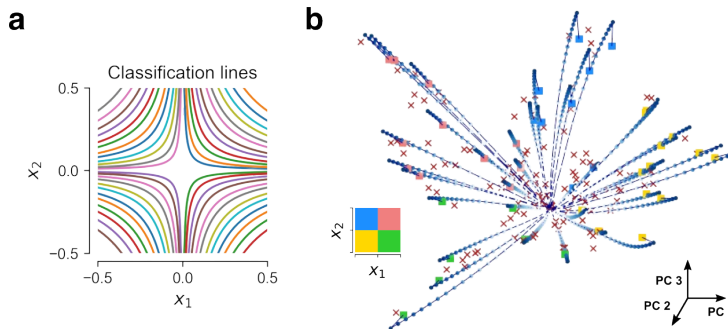 a
b
Classification lines
0.5
0.0
−0.5
x₂
−0.5
0.0
0.5
x₁
x₂
x₁
PC 3
PC 2
PC